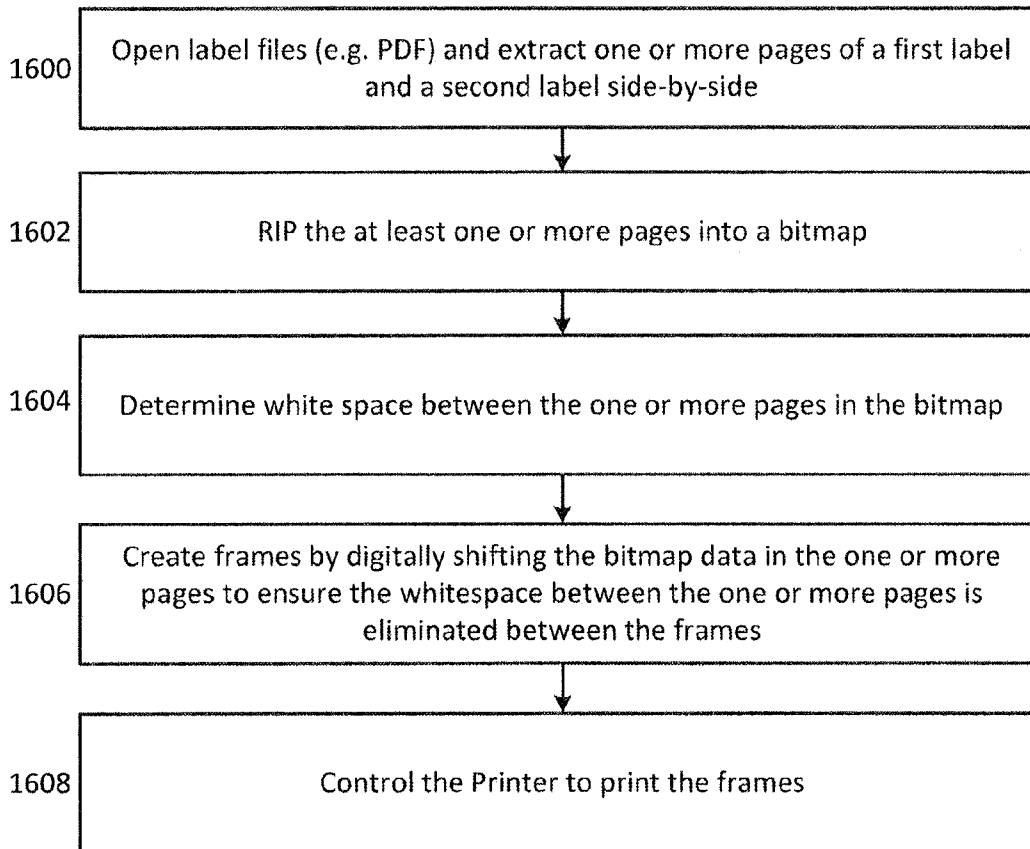 Open label files (e.g. PDF) and extract one or more pages of a first label
1600
and a second label side-by-side
1602
RIP the at least one or more pages into a bitmap
1604
Determine white space between the one or more pages in the bitmap
Create frames by digitally shifting the bitmap data in the one or more
1606
pages to ensure the whitespace between the one or more pages is
eliminated between the frames
1608
Control the Printer to print the frames